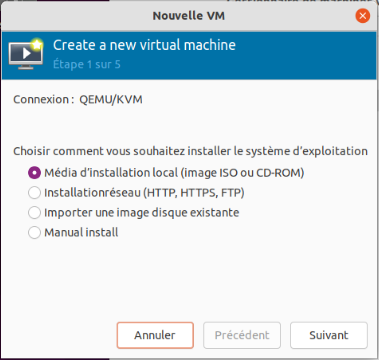 Nouvelle VM
Create a new virtual machine
Étape 1 sur 5
Connexion : QEMU/KVM
Choisir comment vous souhaitez installer le système d'exploitation
Média d'installation local (image ISO ou CD-ROM)
Installationréseau (HTTP, HTTPS, FTP)
Importer une image disque existante
Manual install
Annuler
Précédent
Suivant